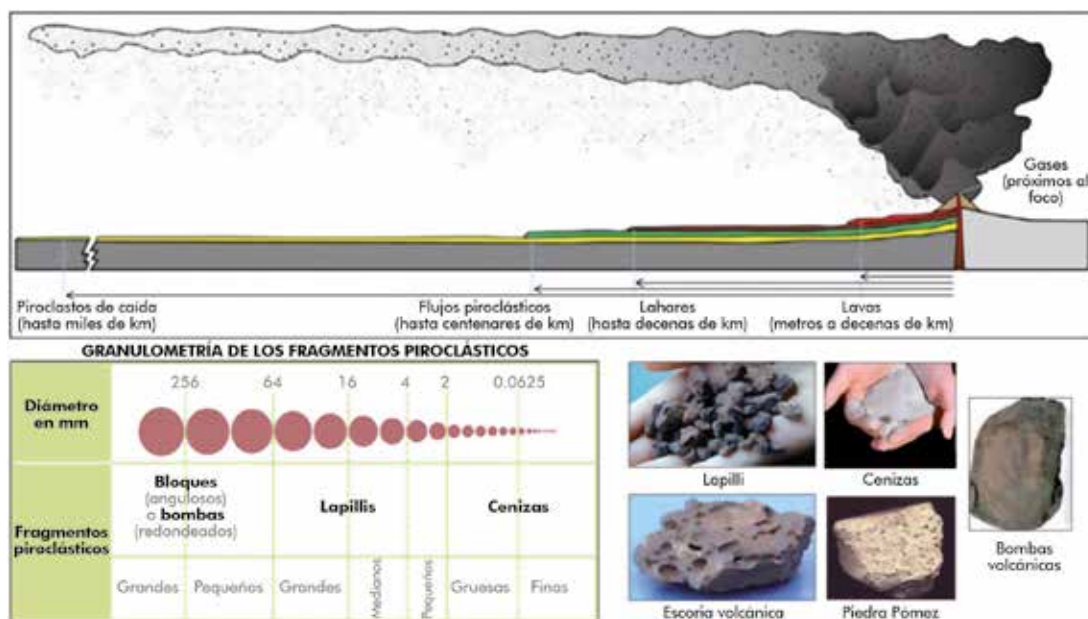 Gases
(próximos al
foco)
Piroclastos de caída
(hasta miles de km)
Flujos piroclásticos
(hasta centenares de km)
Lahares
(hasta decenas de km)
Lavas
(metros a decenas de km)
GRANULOMETRÍA DE LOS FRAGMENTOS PIROCLÁSTICOS
Diámetro
en mm
256 64 16 4 2 0.0625
Fragmentos
piroclásticos
Bloques
(angulosos)
o bombas
(redondeados)
Lapillis
Cenizas
Grandes Pequeños Grandes Medianos Pequeños Gruesas Finas
Lapilli
Cenizas
Escoria volcánica
Piedra Pómez
Bombas
volcánicas